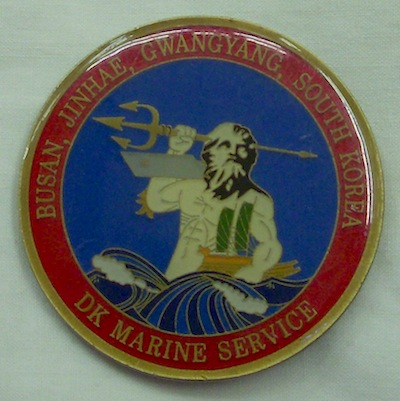 BUSAN, JINHAE, GWANGYANG, SOUTH KOREA
DK MARINE SERVICE